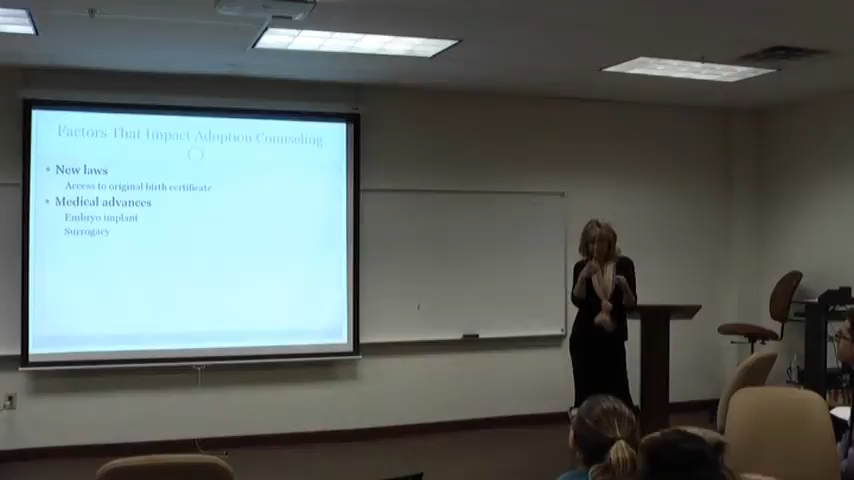 Factors That Impact Adoption Counseling
New laws
Access to original birth certificate
Medical advances
Embryo implant
Surrogacy